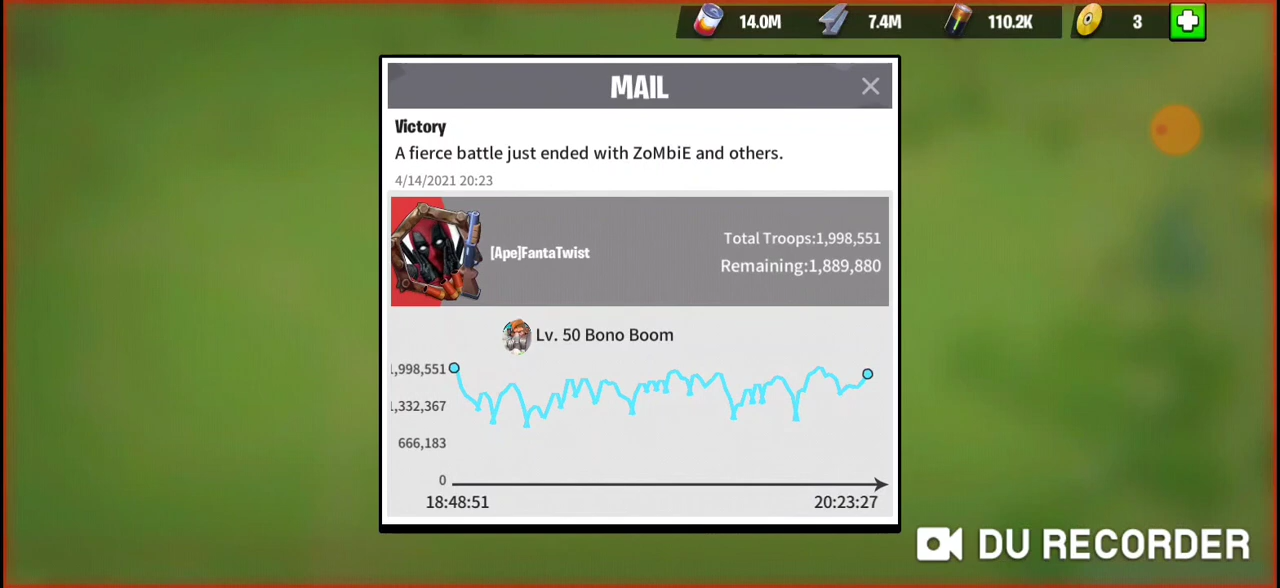 14.0M 7.4M 110.2K 3
MAIL
Victory
A fierce battle just ended with ZoMbiE and others.
4/14/2021 20:23
[Ape]FantaTwist
Total Troops:1,998,551
Remaining:1,889,880
Lv. 50 Bono Boom
1,998,551
1,332,367
666,183
0
18:48:51 20:23:27
DU RECORDER